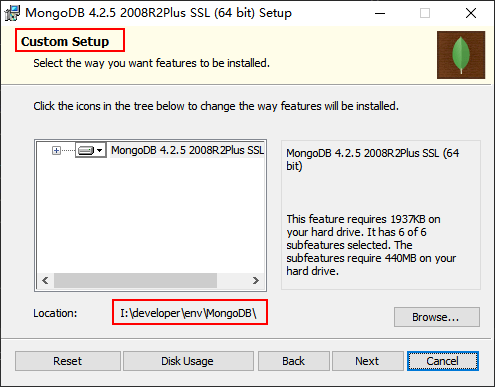 MongoDB 4.2.5 2008R2Plus SSL (64 bit) Setup
Custom Setup
Select the way you want features to be installed.
Click the icons in the tree below to change the way features will be installed.
MongoDB 4.2.5 2008R2Plus SSL
MongoDB 4.2.5 2008R2Plus SSL (64
bit)
This feature requires 1937KB on
your hard drive. It has 6 of 6
subfeatures selected. The
subfeatures require 440MB on your
hard drive.
Location:
I:\developer\env\MongoDB\
Browse...
Reset
Disk Usage
Back
Next
Cancel